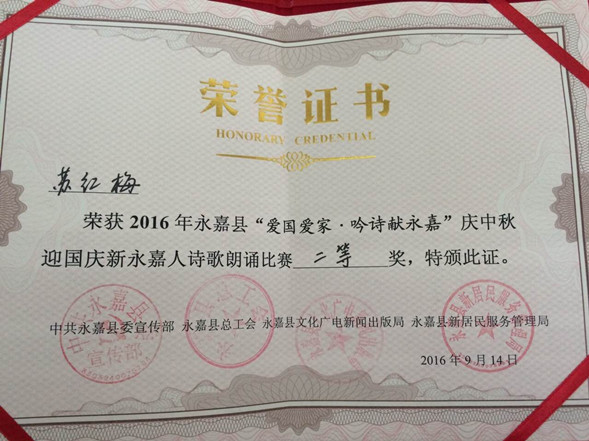 荣誉证书
HONORARY CREDENTIAL
苏红梅
荣获2016年永嘉县“爱国爱家·吟诗献永嘉”庆中秋
迎国庆新永嘉人诗歌朗诵比赛二等奖，特颁此证。
中共永嘉县委宣传部 永嘉县总工会 永嘉县文化广电新闻出版局 永嘉县新居民服务管理局
2016年9月14日